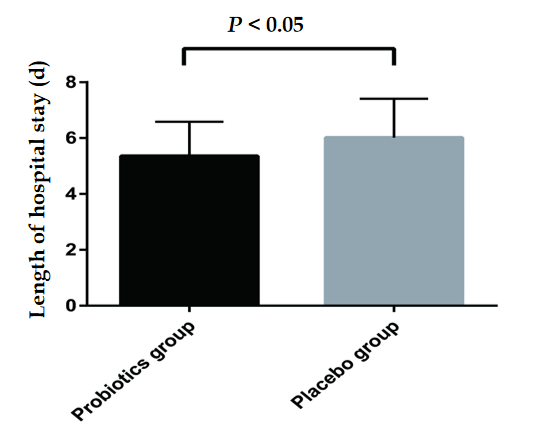 P < 0.05
Length of hospital stay (d)
8
6
4
2
0
Probiotics group
Placebo group